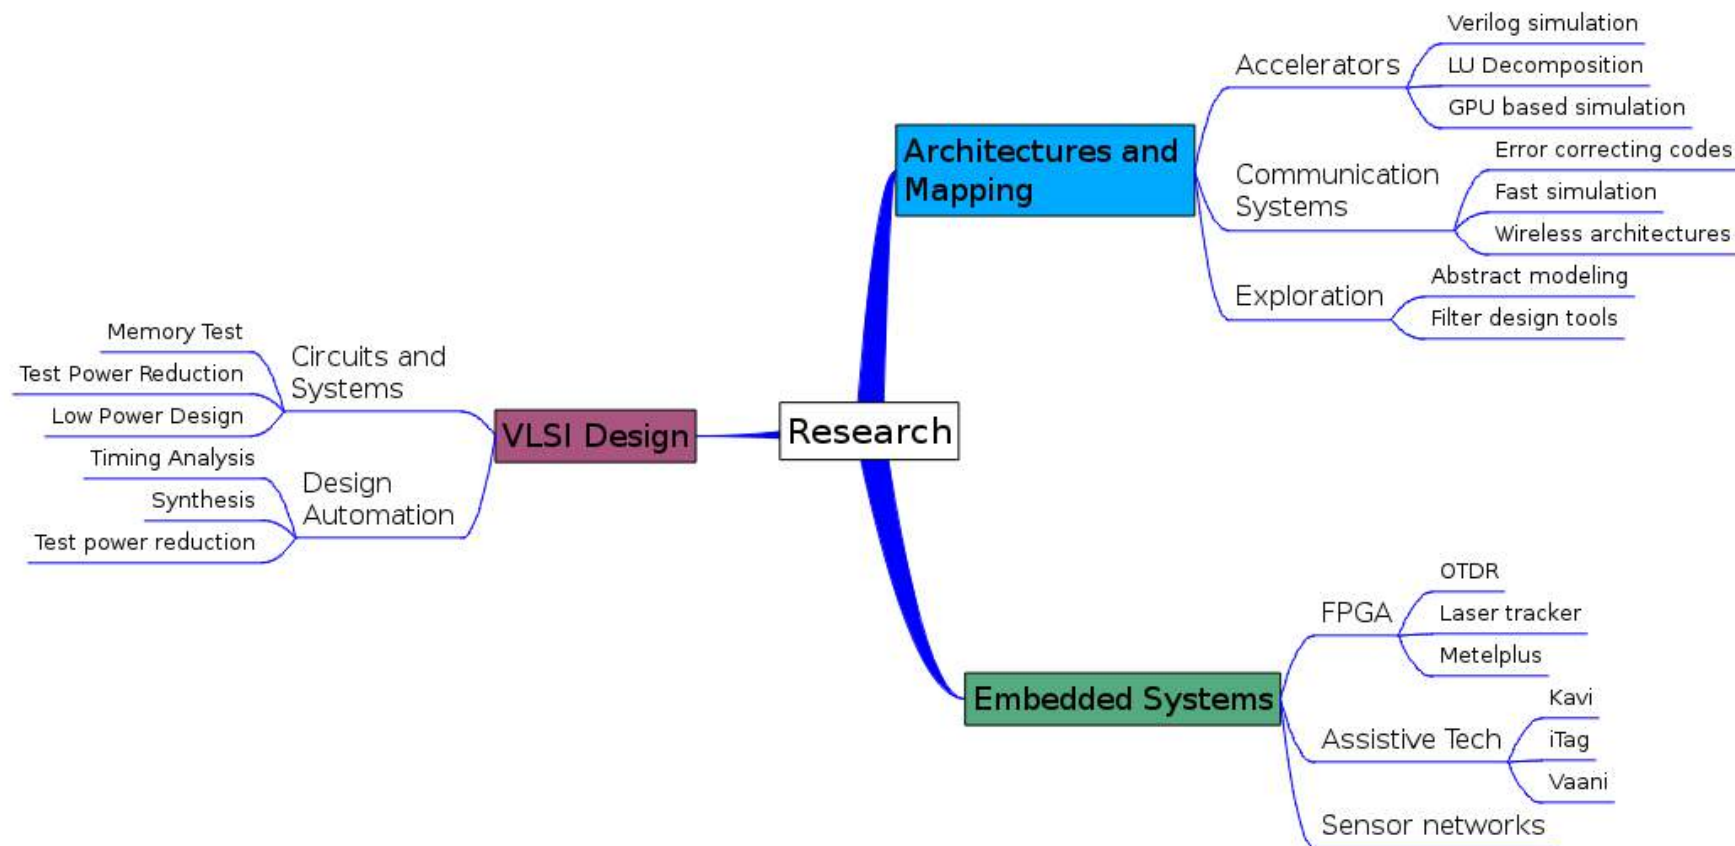 Verilog simulation
Accelerators
LU Decomposition
GPU based simulation
Architectures and
Mapping
Error correcting codes
Communication
Systems
Fast simulation
Wireless architectures
Abstract modeling
Exploration
Filter design tools
Memory Test
Circuits and
Systems
Test Power Reduction
Low Power Design
VLSI Design
Research
Timing Analysis
Design
Automation
Synthesis
Test power reduction
OTDR
FPGA
Laser tracker
Metelplus
Embedded Systems
Kavi
Assistive Tech
iTag
Vaani
Sensor networks